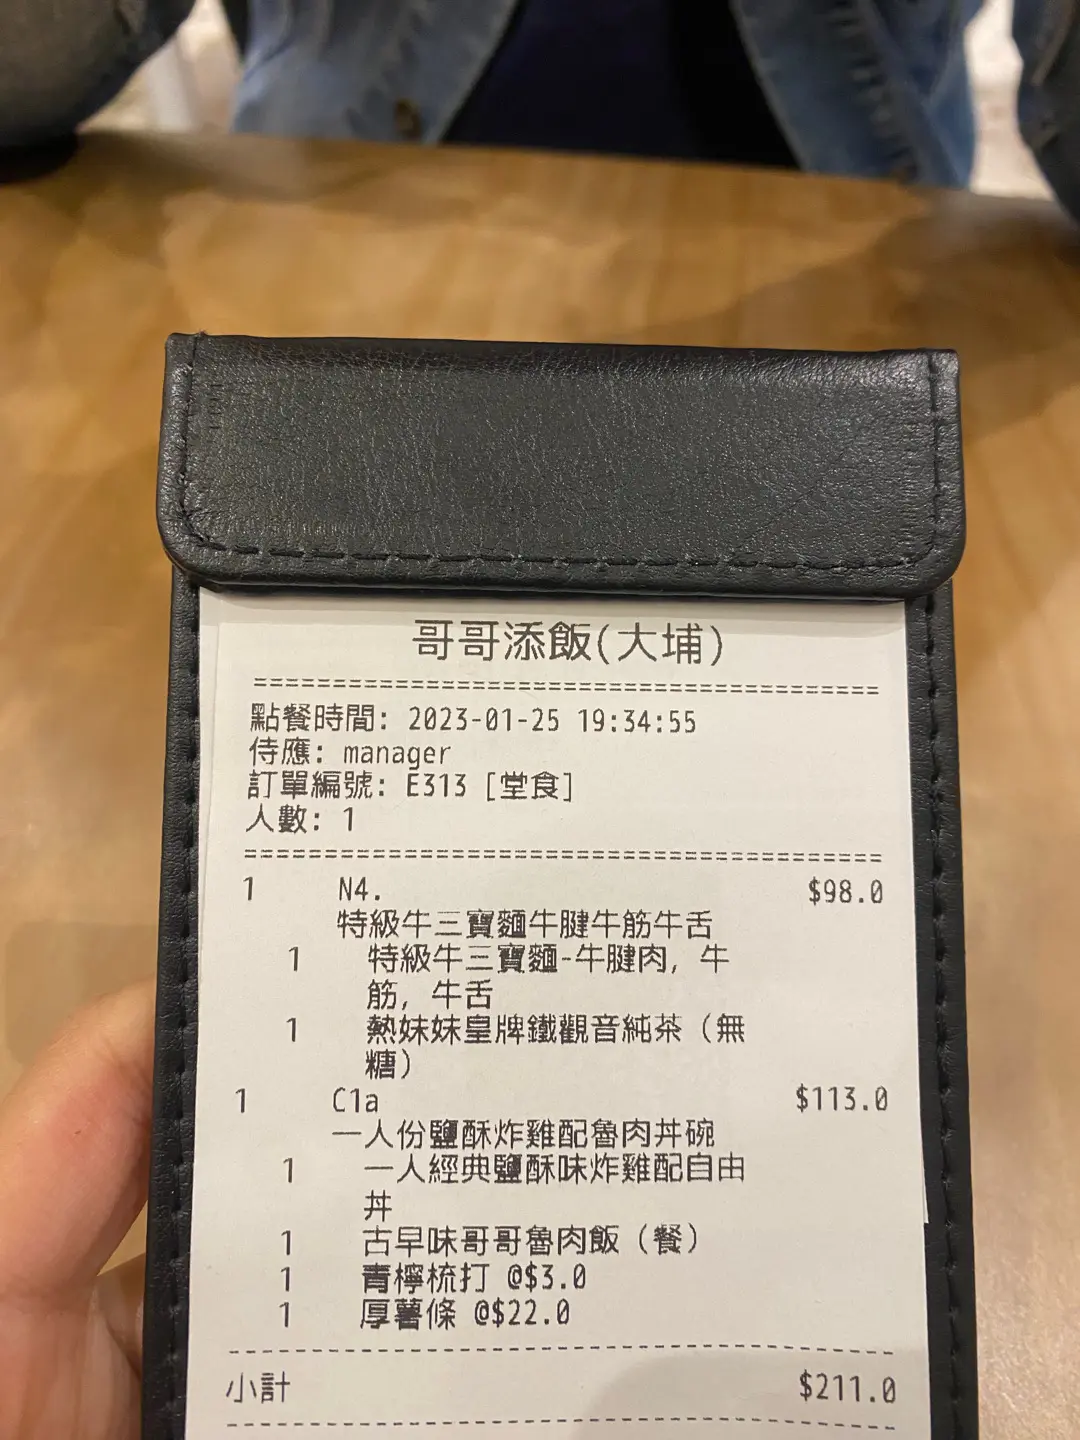 哥哥添飯(大埔)
========================================
點餐時間: 2023-01-25 19:34:55
侍應: manager
訂單編號: E313 [堂食]
人數: 1
========================================
1 N4. $98.0
特級牛三寶麵牛腱牛筋牛舌
1 特級牛三寶麵-牛腱肉, 牛
筋, 牛舌
1 熱妹妹皇牌鐵觀音純茶（無
糖）
1 C1a $113.0
一人份鹽酥炸雞配魯肉丼碗
1 一人經典鹽酥味炸雞配自由
丼
1 古早味哥哥魯肉飯（餐）
1 青檸梳打 @$3.0
1 厚薯條 @$22.0
----------------------------------------
小計 $211.0
----------------------------------------